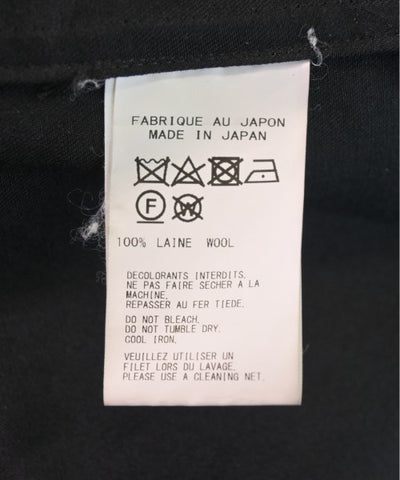 FABRIQUE AU JAPON
MADE IN JAPAN
F W
100% LAINE WOOL
DECOLORANTS INTERDITS.
NE PAS FAIRE SECHER A LA
MACHINE.
REPASSER AU FER TIEDE.
DO NOT BLEACH.
DO NOT TUMBLE DRY.
COOL IRON.
VEUILLEZ UTILISER UN
FILET LORS DU LAVAGE.
PLEASE USE A CLEANING NET.